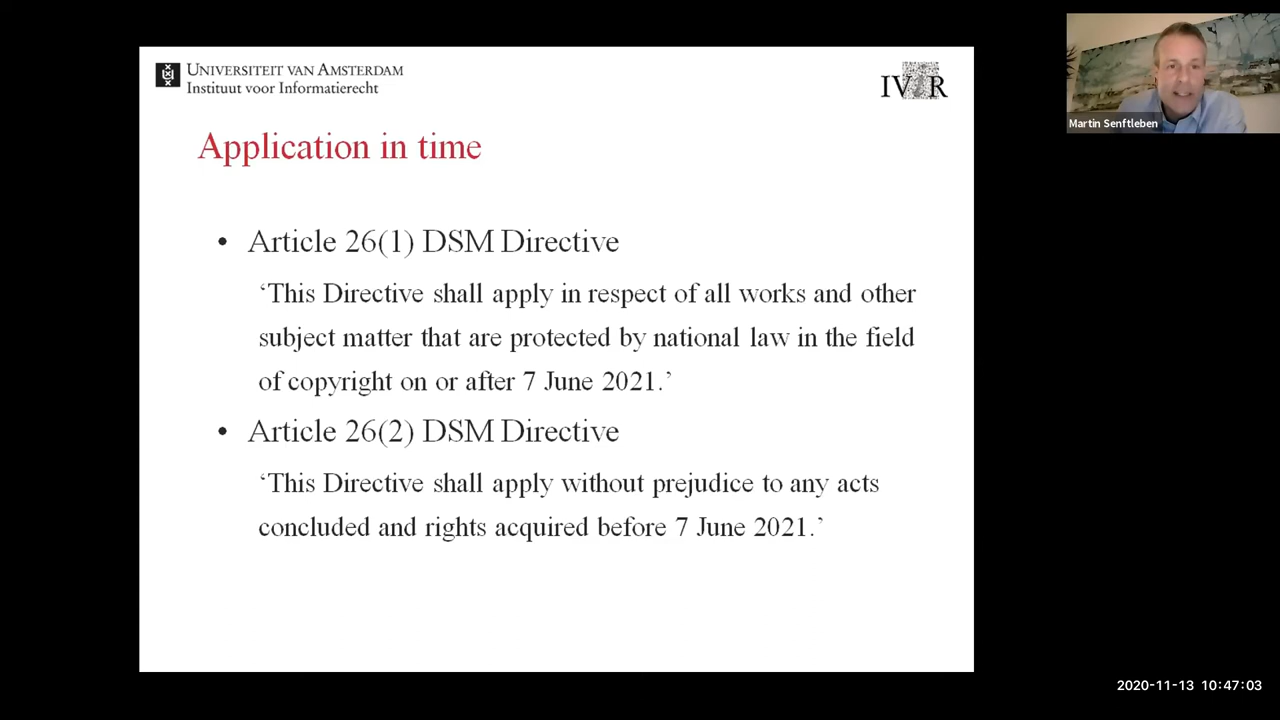 UNIVERSITEIT VAN AMSTERDAM
Instituut voor Informatierecht
IViR
Martin Senftleben
Application in time
• Article 26(1) DSM Directive
‘This Directive shall apply in respect of all works and other
subject matter that are protected by national law in the field
of copyright on or after 7 June 2021.’
• Article 26(2) DSM Directive
‘This Directive shall apply without prejudice to any acts
concluded and rights acquired before 7 June 2021.’
2020-11-13 10:47:03